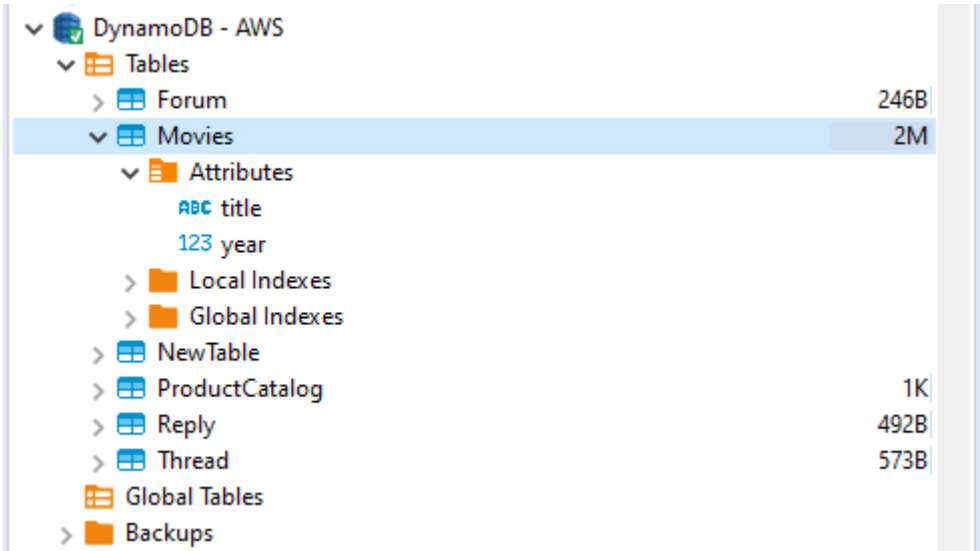 DynamoDB - AWS
Tables
Forum 246B
Movies 2M
Attributes
ABC title
123 year
Local Indexes
Global Indexes
NewTable
ProductCatalog 1K
Reply 492B
Thread 573B
Global Tables
Backups